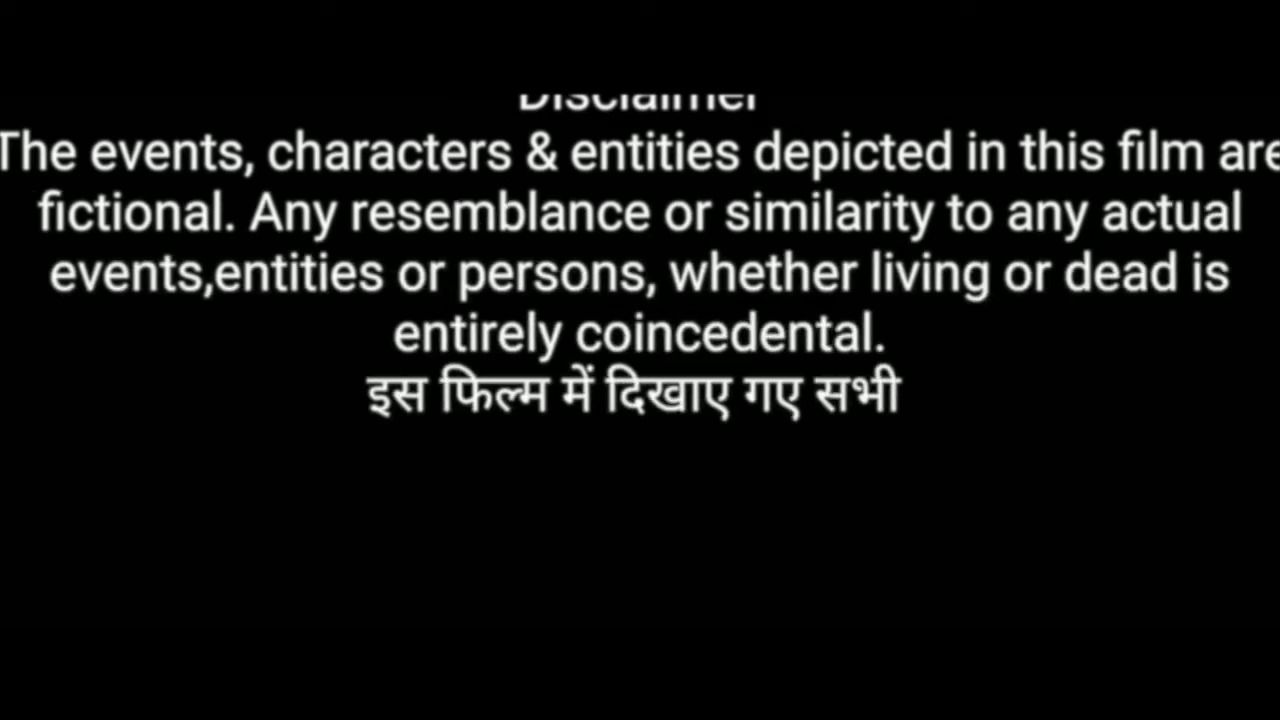 Disclaimer
The events, characters & entities depicted in this film are
fictional. Any resemblance or similarity to any actual
events,entities or persons, whether living or dead is
entirely coincedental.
इस फिल्म में दिखाए गए सभी